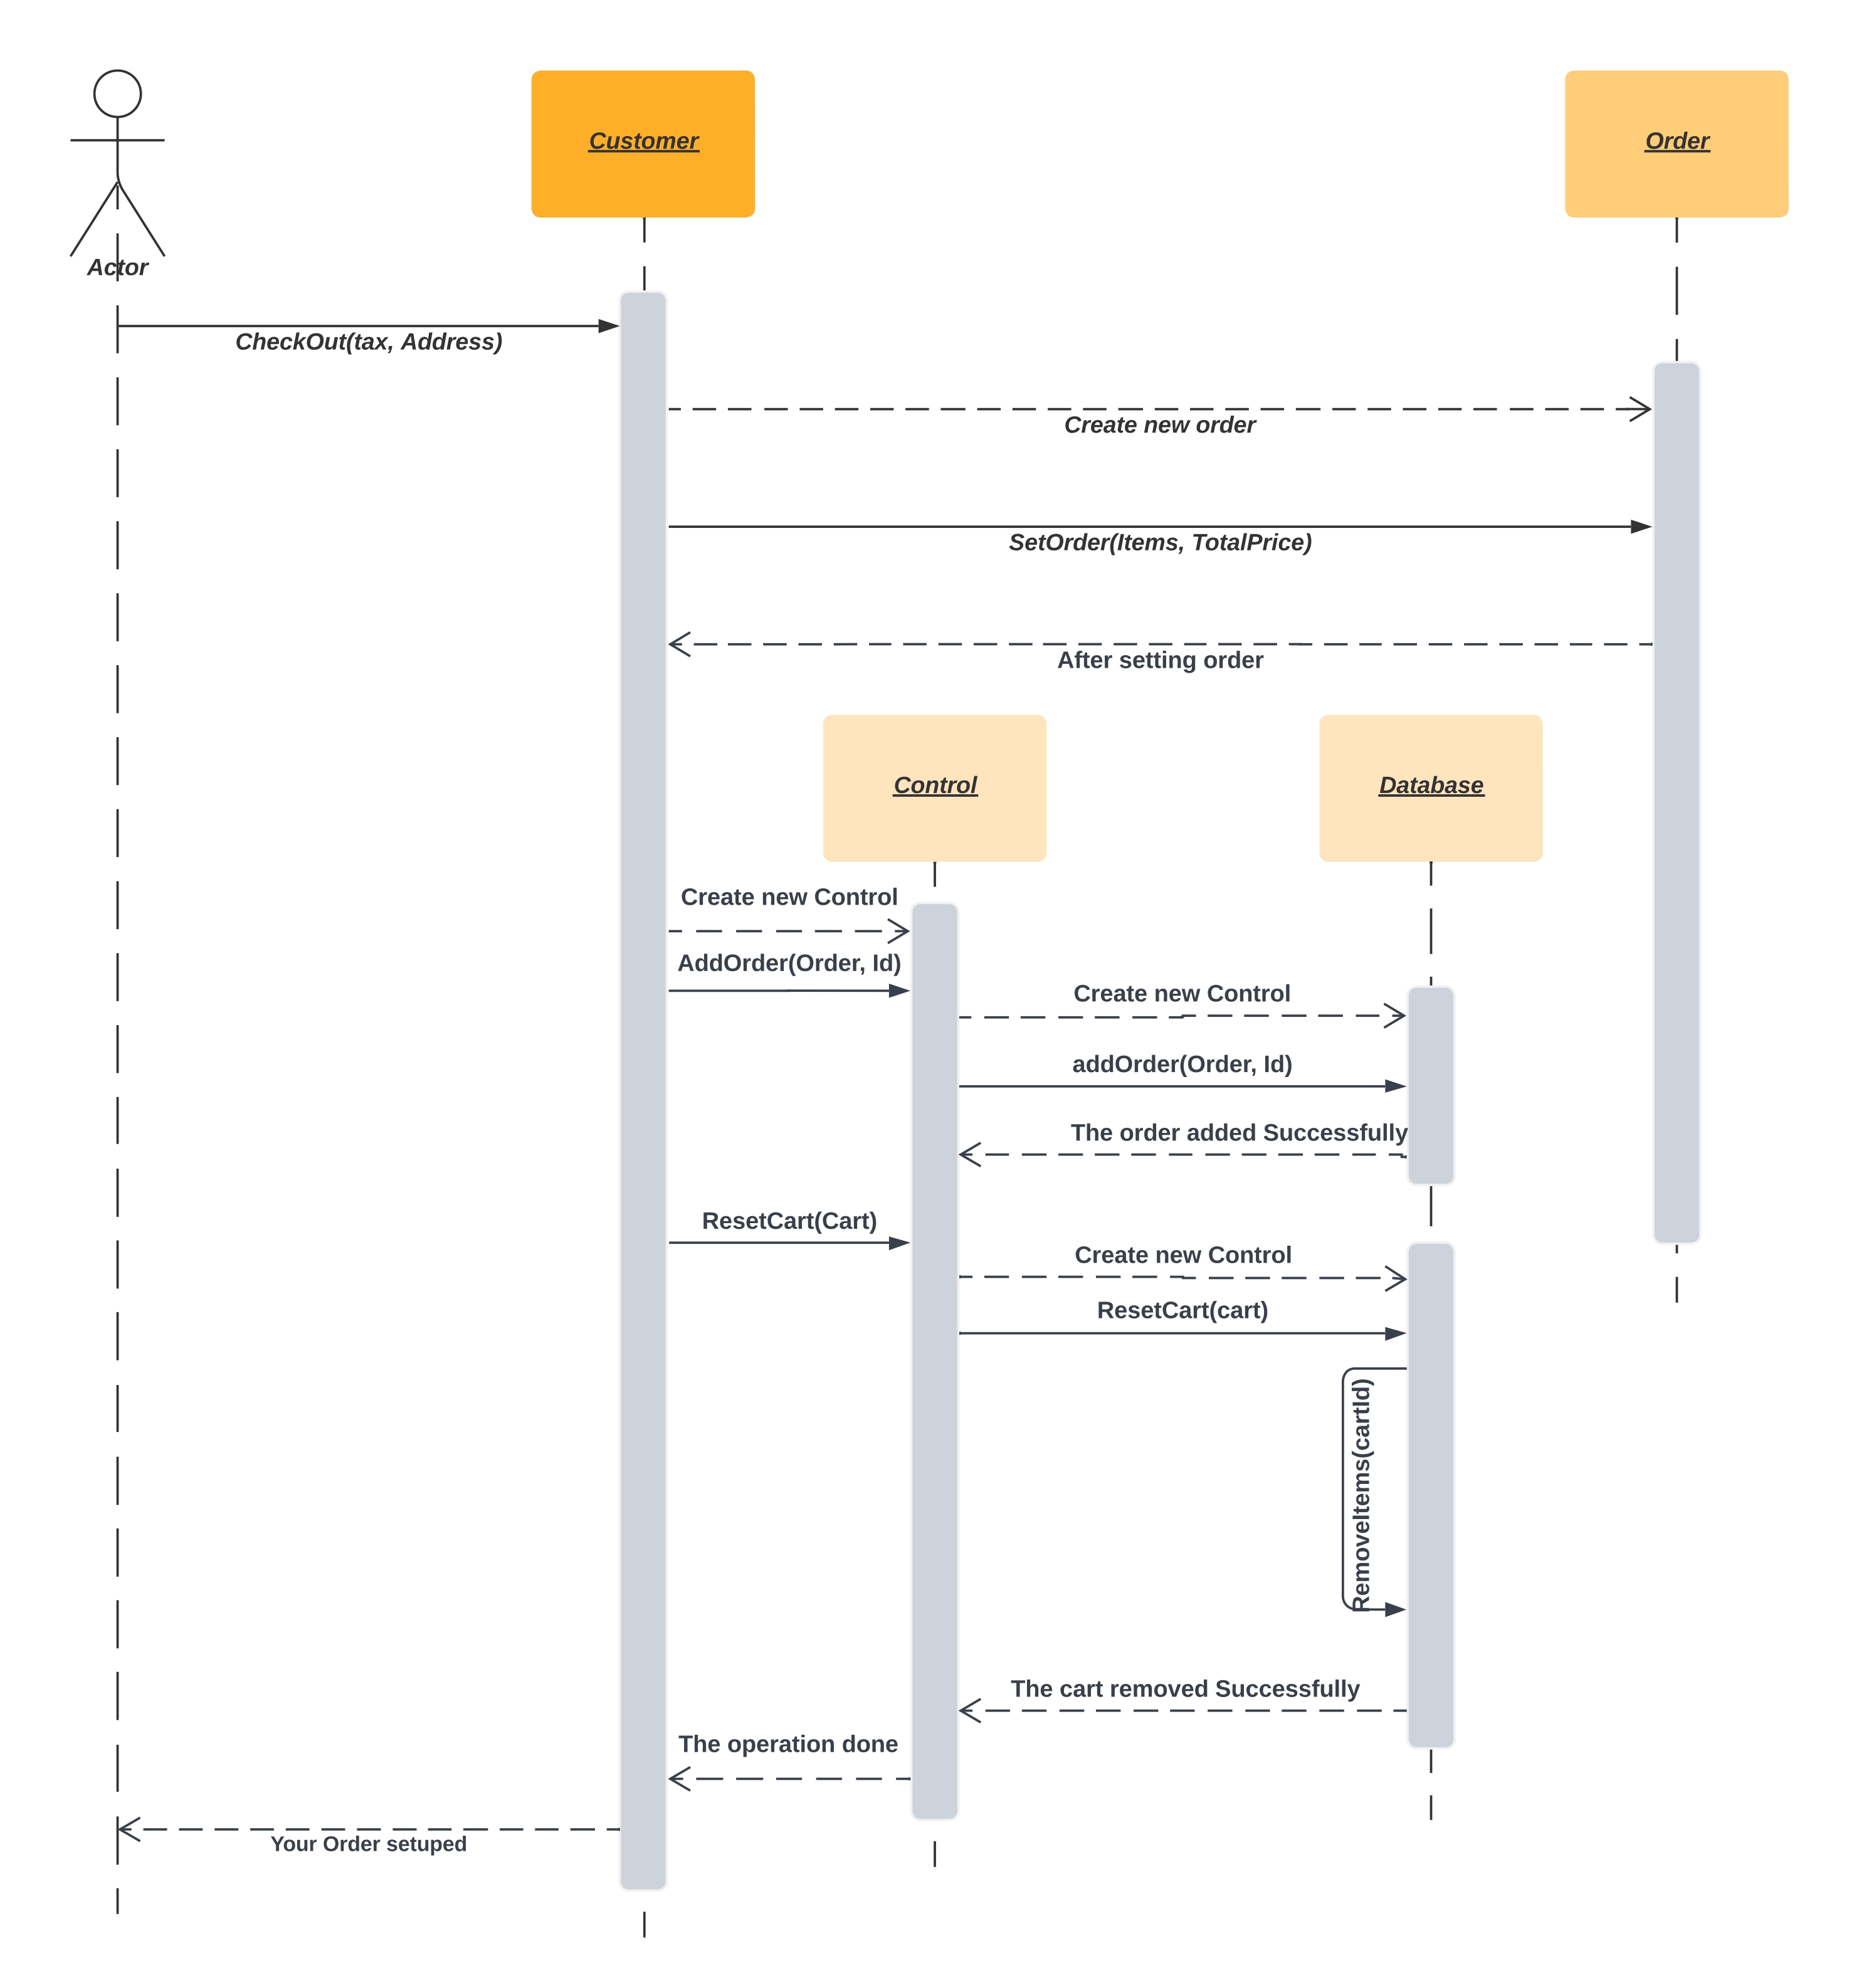 Customer
Order
Actor
CheckOut(tax, Address)
Create new order
SetOrder(Items, TotalPrice)
After setting order
Control
Database
Create new Control
AddOrder(Order, Id)
Create new Control
addOrder(Order, Id)
The order added Successfully
ResetCart(Cart)
Create new Control
ResetCart(cart)
RemoveItems(cartId)
The cart removed Successfully
The operation done
Your Order setuped